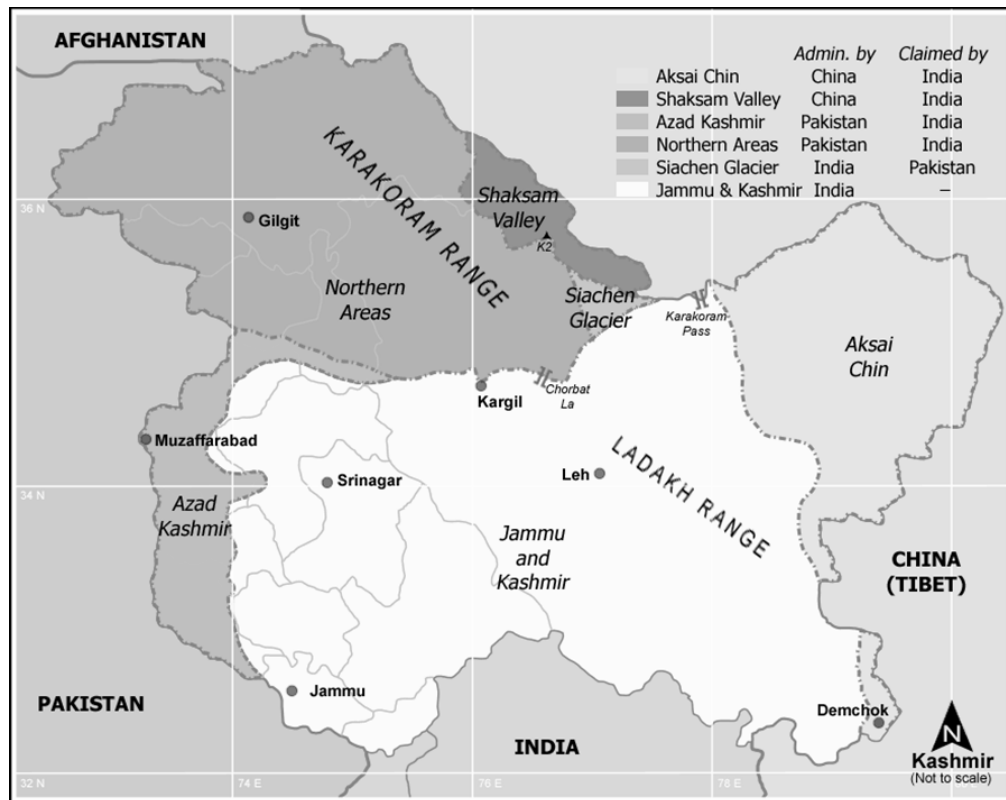 AFGHANISTAN
Admin. by Claimed by
Aksai Chin China India
Shaksam Valley China India
Azad Kashmir Pakistan India
Northern Areas Pakistan India
Siachen Glacier India Pakistan
Jammu & Kashmir India –
KARAKORAM RANGE
Shaksam
Valley
36 N
Gilgit
K2
Northern
Areas
Siachen
Glacier
Karakoram
Pass
Aksai
Chin
Kargil
Chorbat
La
Muzaffarabad
Srinagar
Leh
LADAKH RANGE
34 N
Azad
Kashmir
Jammu
and
Kashmir
CHINA
(TIBET)
PAKISTAN
Jammu
Demchok
INDIA
N
Kashmir
(Not to scale)
32 N
74 E
76 E
78 E